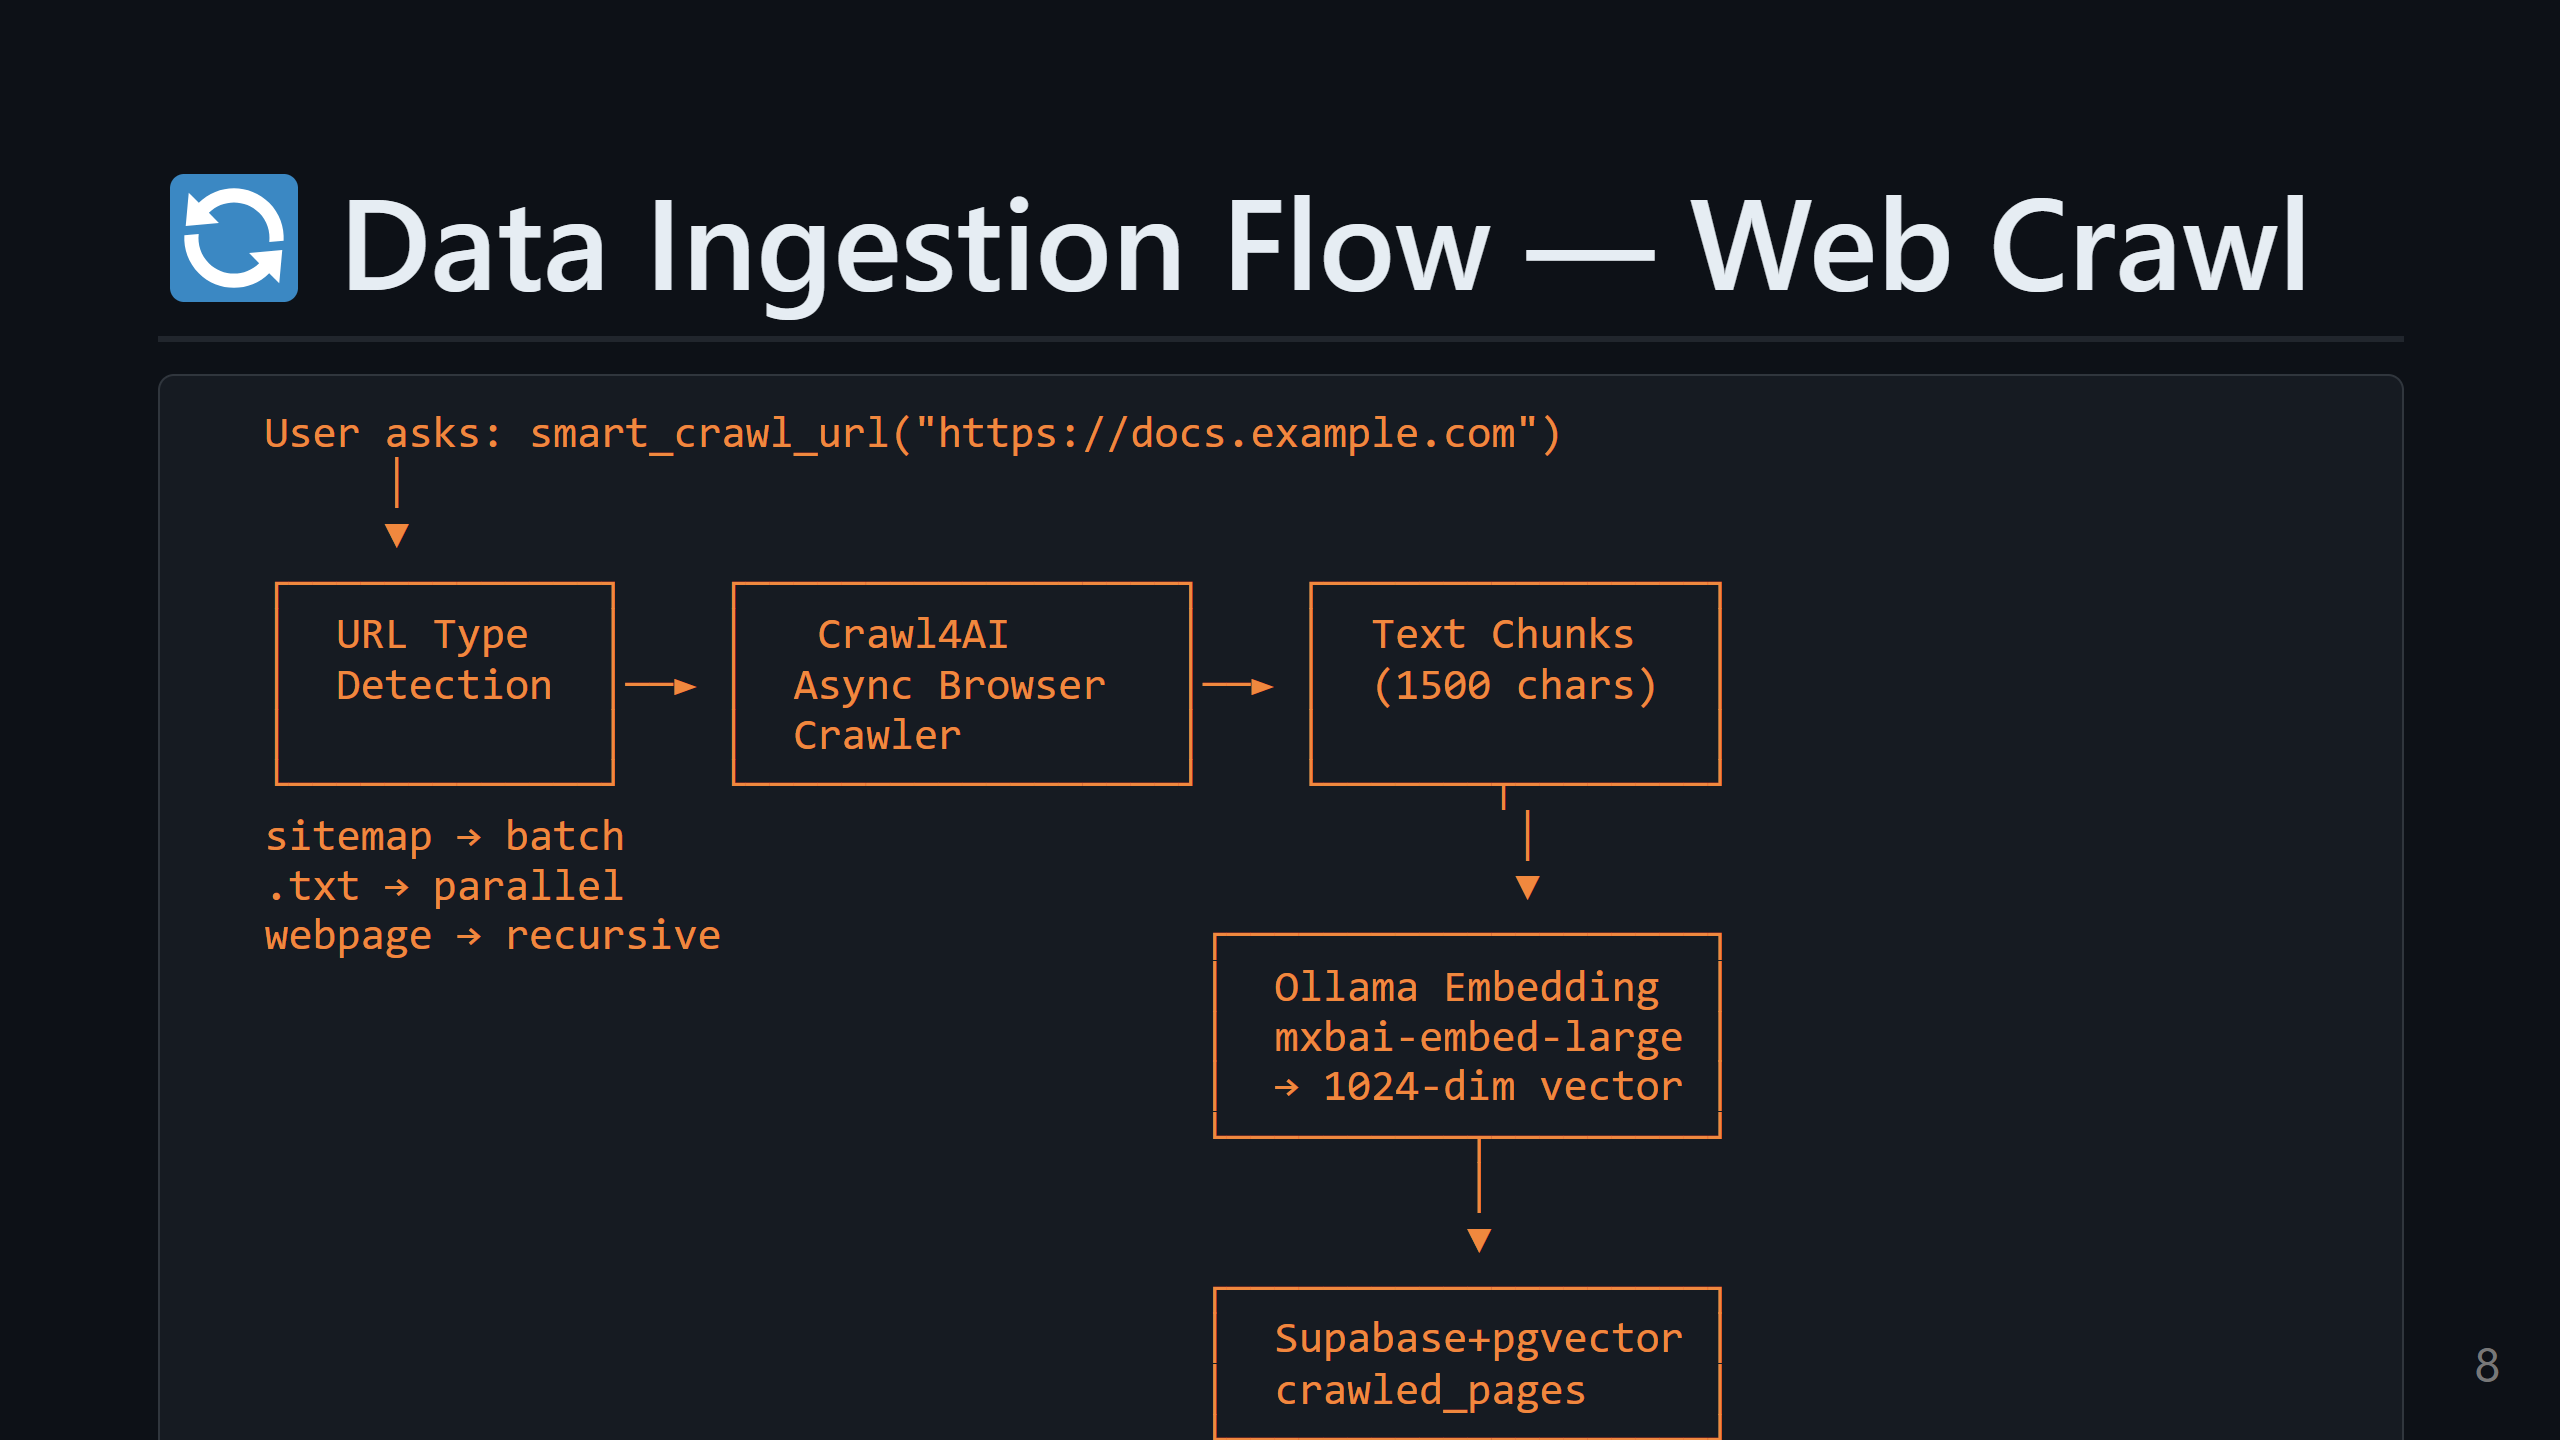 Data Ingestion Flow — Web Crawl
User asks: smart_crawl_url("https://docs.example.com")
URL Type
Detection
Crawl4AI
Async Browser
Crawler
Text Chunks
(1500 chars)
sitemap → batch
.txt → parallel
webpage → recursive
Ollama Embedding
mxbai-embed-large
→ 1024-dim vector
Supabase+pgvector
crawled_pages
8